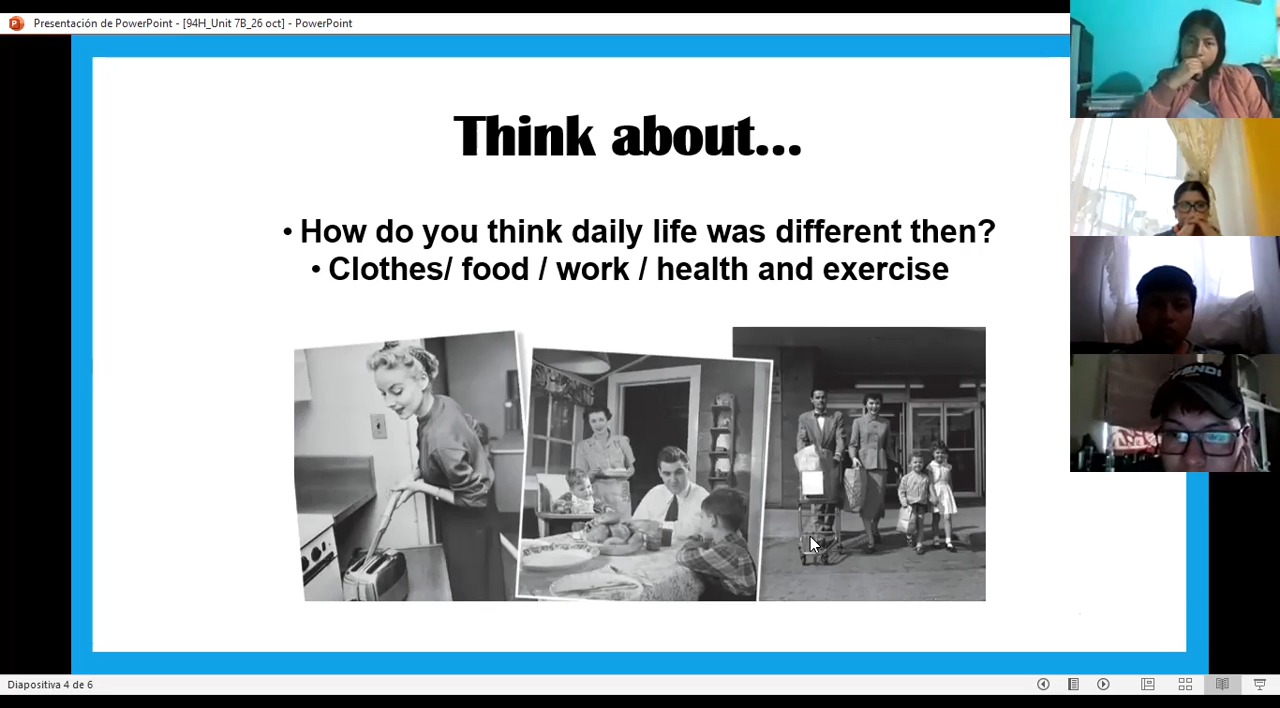 Presentación de PowerPoint - [94H_Unit 7B_26 oct] - PowerPoint
Think about...
• How do you think daily life was different then?
• Clothes/ food / work / health and exercise
Diapositiva 4 de 6